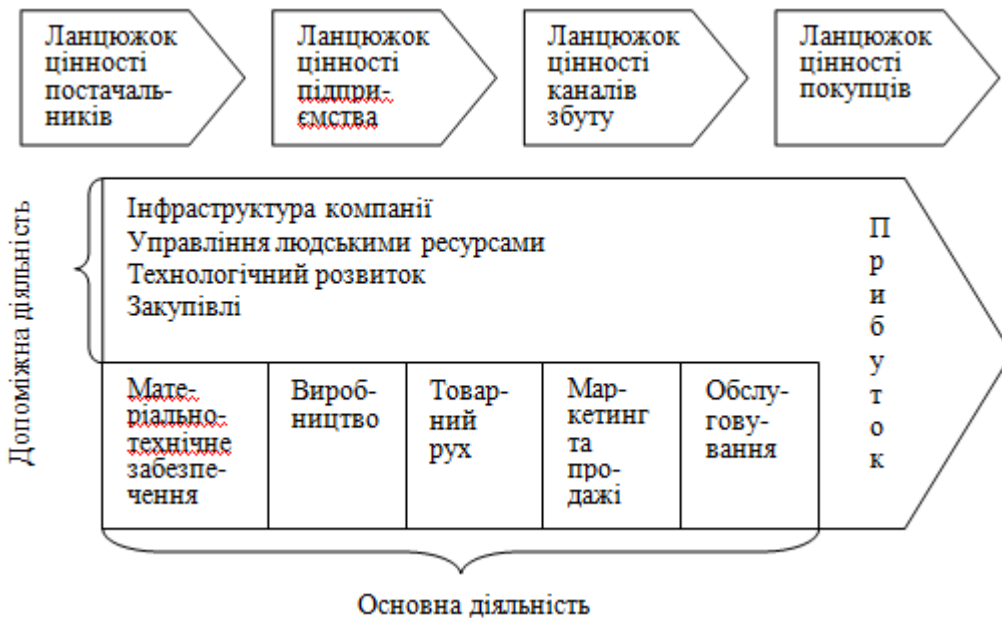 Ланцюжок
цінності
постачаль-
ників
Ланцюжок
цінності
підпри-
ємства
Ланцюжок
цінності
каналів
збуту
Ланцюжок
цінності
покупців
Допоміжна діяльність
Інфраструктура компанії
Управління людськими ресурсами
Технологічний розвиток
Закупівлі
Прибуток
Мате-
ріально-
технічне
забезпе-
чення
Вироб-
ництво
Товар-
ний
рух
Мар-
кетинг
та
про-
дажі
Обслу-
гову-
вання
Основна діяльність